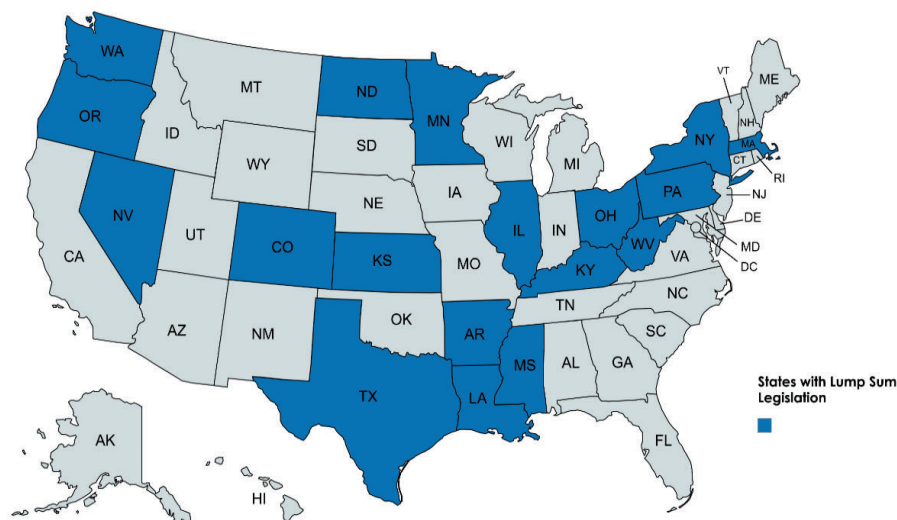 WA
MT
ND
MN
OR
ID
SD
WI
MI
WY
VT
ME
NH
NY
MA
CT
RI
IA
NE
PA
NJ
NV
UT
CO
IL
IN
OH
DE
MD
DC
WV
VA
CA
KS
MO
KY
NC
TN
AZ
NM
OK
AR
SC
MS
AL
GA
TX
LA
FL
AK
HI
States with Lump Sum
Legislation